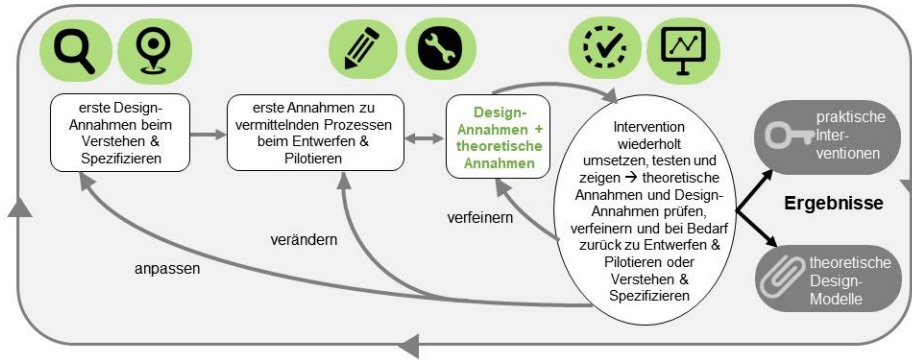 erste Design-
Annahmen beim
Verstehen &
Spezifizieren
erste Annahmen zu
vermittelnden Prozessen
beim Entwerfen &
Pilotieren
Design-
Annahmen +
theoretische
Annahmen
Intervention
wiederholt
umsetzen, testen und
zeigen → theoretische
Annahmen und Design-
Annahmen prüfen,
verfeinern und bei Bedarf
zurück zu Entwerfen &
Pilotieren oder
Verstehen &
Spezifizieren
verfeinern
verändern
anpassen
praktische
Inter-
ventionen
Ergebnisse
theoretische
Design-
Modelle